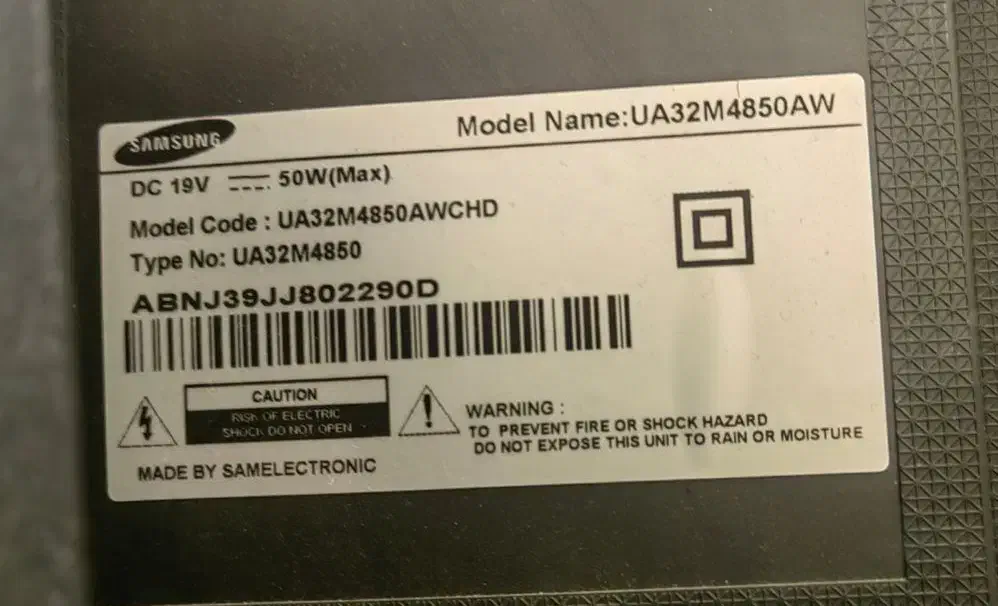 SAMSUNG
Model Name:UA32M4850AW
DC 19V 50W(Max)
Model Code : UA32M4850AWCHD
Type No: UA32M4850
ABNJ39JJ802290D
CAUTION
RISK OF ELECTRIC
SHOCK DO NOT OPEN
WARNING :
TO PREVENT FIRE OR SHOCK HAZARD
DO NOT EXPOSE THIS UNIT TO RAIN OR MOISTURE
MADE BY SAMELECTRONIC